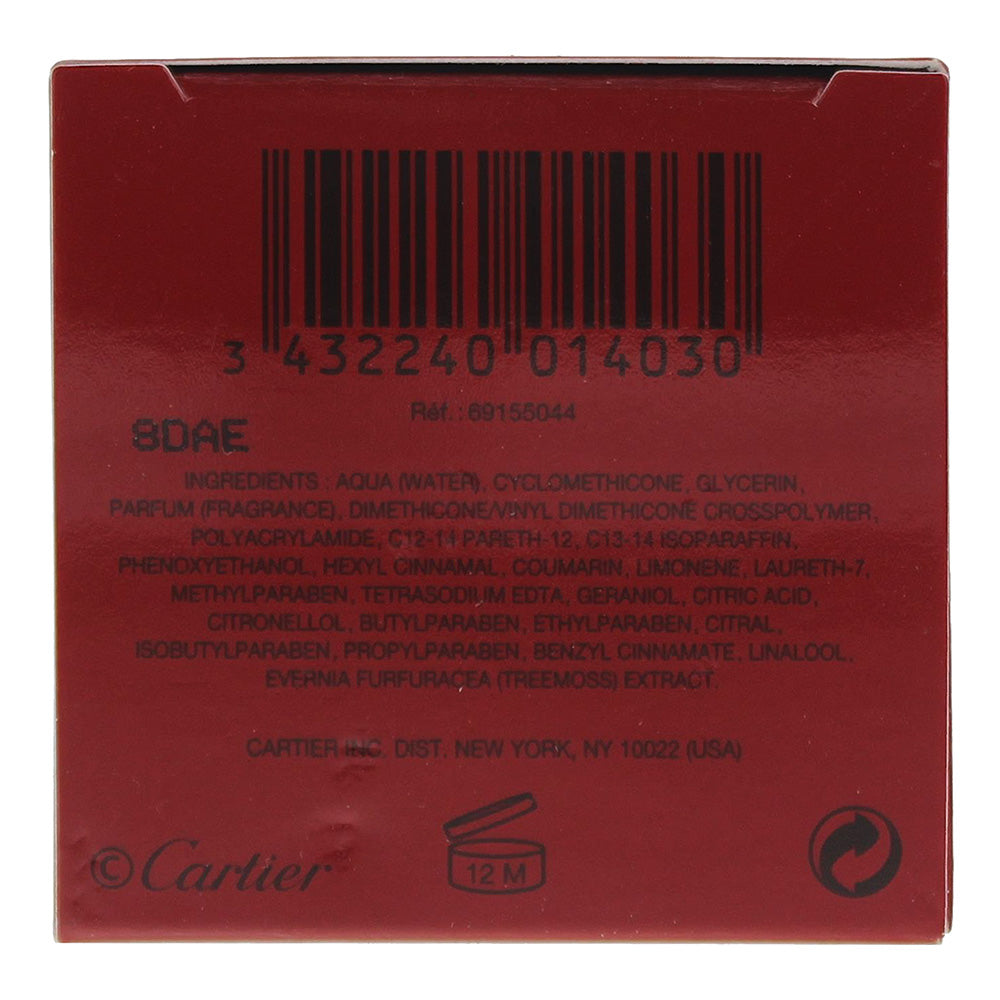 3 432240 014030
Réf. : 69155044
8DAE
INGREDIENTS : AQUA (WATER), CYCLOMETHICONE, GLYCERIN,
PARFUM (FRAGRANCE), DIMETHICONE/VINYL DIMETHICONE CROSSPOLYMER,
POLYACRYLAMIDE, C12-14 PARETH-12, C13-14 ISOPARAFFIN,
PHENOXYETHANOL, HEXYL CINNAMAL, COUMARIN, LIMONENE, LAURETH-7,
METHYLPARABEN, TETRASODIUM EDTA, GERANIOL, CITRIC ACID,
CITRONELLOL, BUTYLPARABEN, ETHYLPARABEN, CITRAL,
ISOBUTYLPARABEN, PROPYLPARABEN, BENZYL CINNAMATE, LINALOOL,
EVERNIA FURFURACEA (TREEMOSS) EXTRACT.
CARTIER INC. DIST. NEW YORK, NY 10022 (USA)
© Cartier
12 M